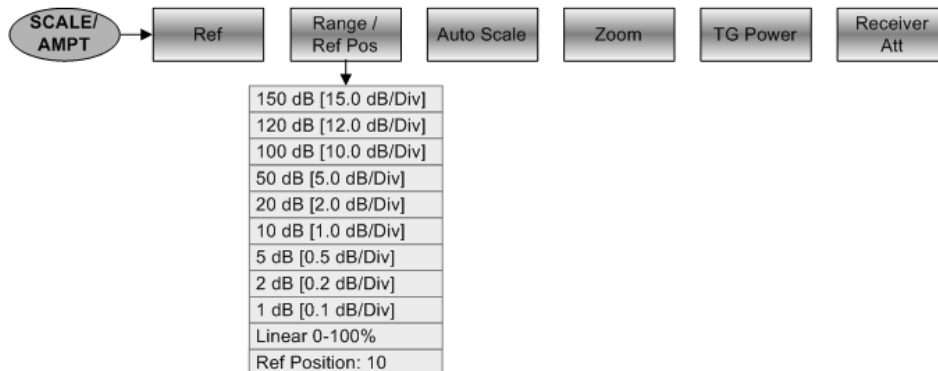 SCALE/
AMPT
Ref
Range /
Ref Pos
Auto Scale
Zoom
TG Power
Receiver
Att
150 dB [15.0 dB/Div]
120 dB [12.0 dB/Div]
100 dB [10.0 dB/Div]
50 dB [5.0 dB/Div]
20 dB [2.0 dB/Div]
10 dB [1.0 dB/Div]
5 dB [0.5 dB/Div]
2 dB [0.2 dB/Div]
1 dB [0.1 dB/Div]
Linear 0-100%
Ref Position: 10